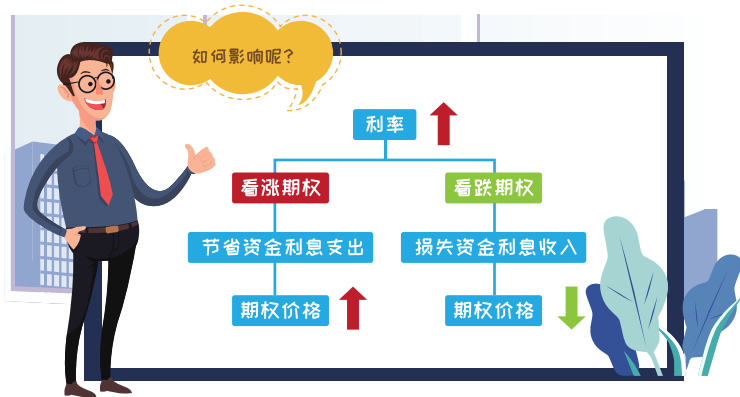 如何影响呢？
利率
看涨期权
看跌期权
节省资金利息支出
损失资金利息收入
期权价格
期权价格